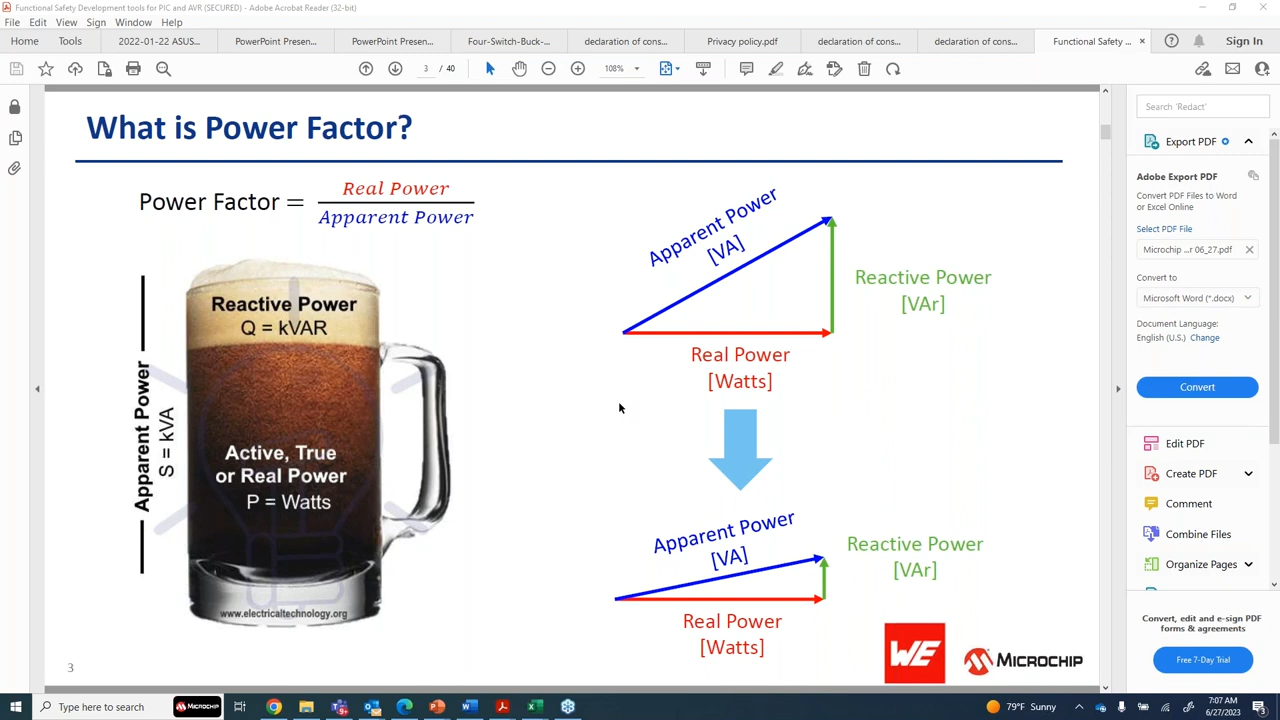 Functional Safety Development tools for PIC and AVR (SECURED) - Adobe Acrobat Reader (32-bit)
File Edit View Sign Window Help
Home Tools 2022-01-22 ASUS... PowerPoint Presen... PowerPoint Presen... Four-Switch-Buck-... declaration of cons... Privacy policy.pdf declaration of cons... declaration of cons... Functional Safety ... × Sign In
3 / 40 108%
What is Power Factor?
Power Factor = Real Power
Apparent Power
Reactive Power
Q = kVAR
Active, True
or Real Power
P = Watts
Apparent Power
S = kVA
www.electricaltechnology.org
Apparent Power
[VA]
Reactive Power
[VAr]
Real Power
[Watts]
Apparent Power
[VA]
Reactive Power
[VAr]
Real Power
[Watts]
3
WE MICROCHIP
Search 'Redact'
Export PDF
Adobe Export PDF
Convert PDF Files to Word
or Excel Online
Select PDF File
Microchip ...r 06_27.pdf
Convert to
Microsoft Word (*.docx)
Document Language:
English (U.S.) Change
Convert
Edit PDF
Create PDF
Comment
Combine Files
Organize Pages
Convert, edit and e-sign PDF
forms & agreements
Free 7-Day Trial
Type here to search MICROCHIP 79°F Sunny 7:07 AM
6/27/2023